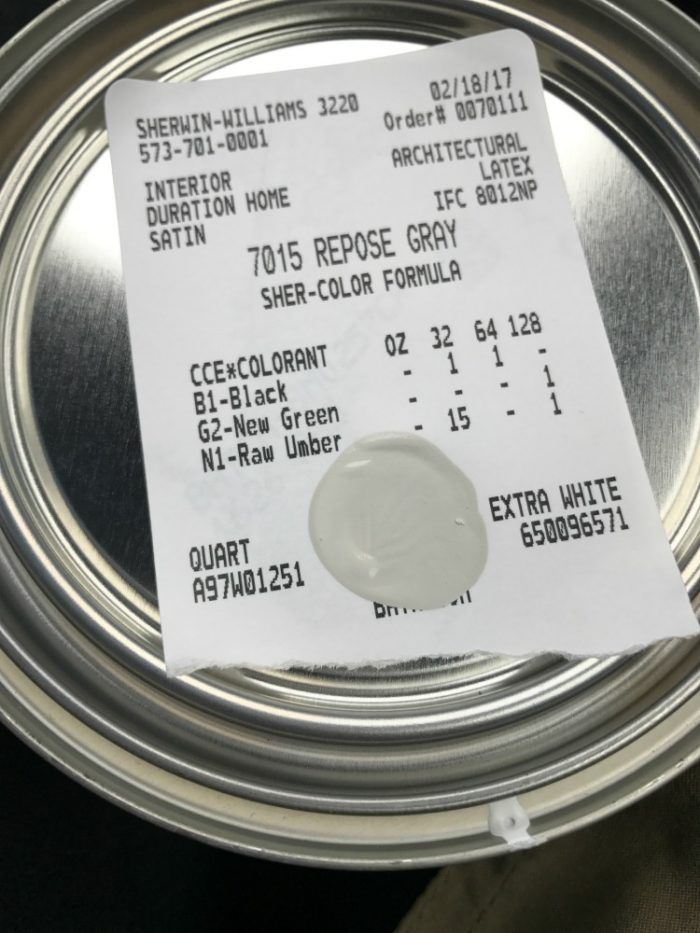 SHERWIN-WILLIAMS 3220 02/18/17
573-701-0001 Order# 0070111
INTERIOR ARCHITECTURAL
DURATION HOME LATEX
SATIN IFC 8012NP
7015 REPOSE GRAY
SHER-COLOR FORMULA
CCE*COLORANT OZ 32 64 128
B1-Black - 1 1 -
G2-New Green - - - 1
N1-Raw Umber - 15 - 1
QUART EXTRA WHITE
A97W01251 650096571